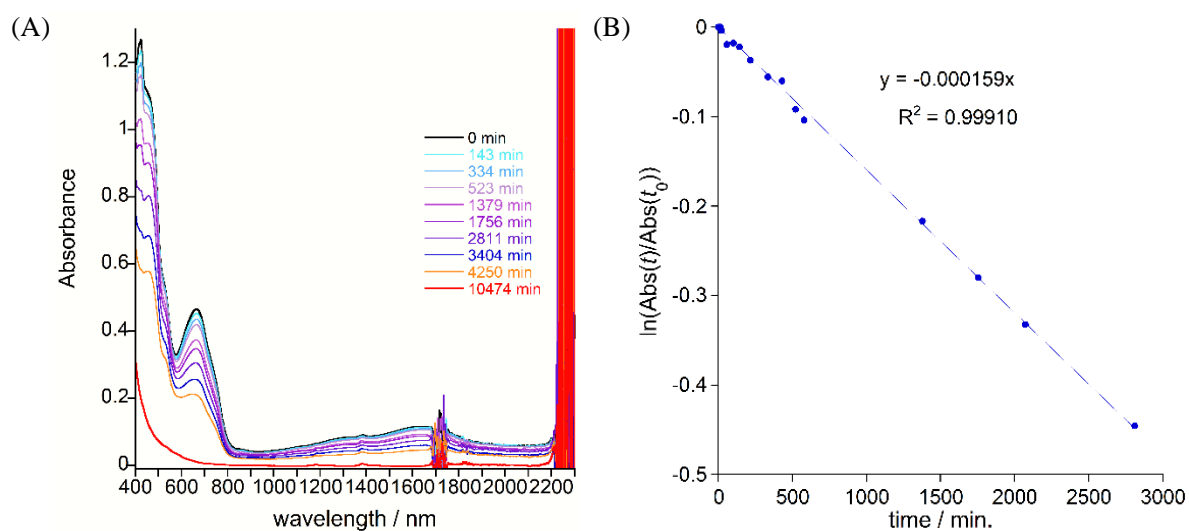 (A)
Absorbance
1.2
1
0.8
0.6
0.4
0.2
0
0 min
143 min
334 min
523 min
1379 min
1756 min
2811 min
3404 min
4250 min
10474 min
400 600 800 1000 1400 1800 2200
wavelength / nm
(B)
ln(Abs(t)/Abs(t₀))
0
-0.1
-0.2
-0.3
-0.4
-0.5
y = -0.000159x
R² = 0.99910
0 500 1000 1500 2000 2500 3000
time / min.